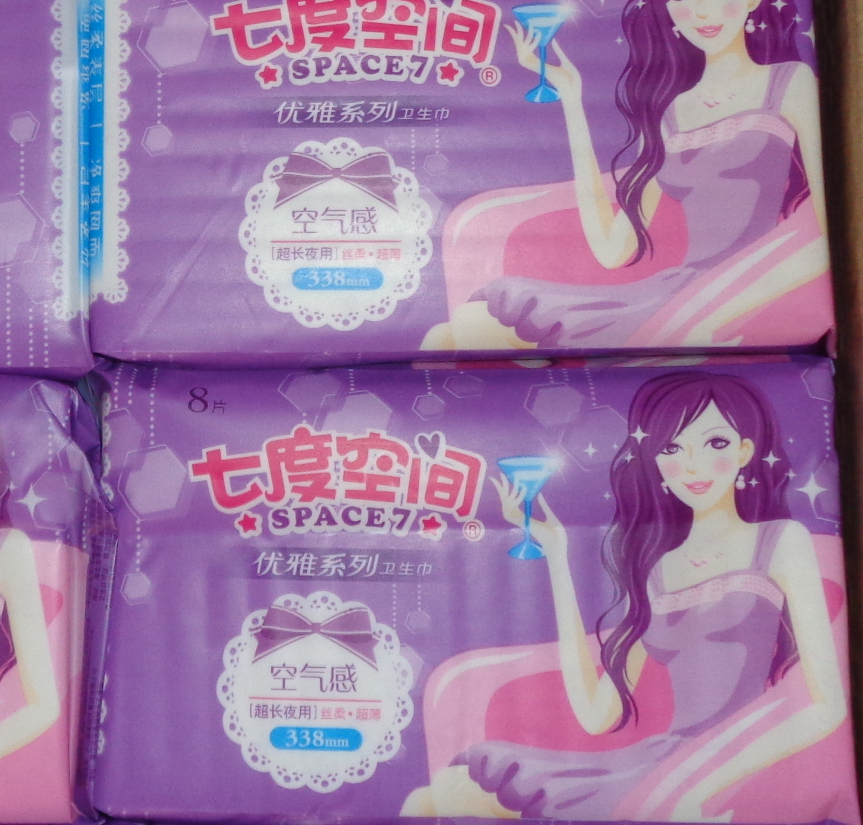 七度空间
SPACE7
®
优雅系列卫生巾
空气感
[超长夜用] 丝柔·超薄
338mm
8片
七度空间
SPACE7
®
优雅系列卫生巾
空气感
[超长夜用] 丝柔·超薄
338mm